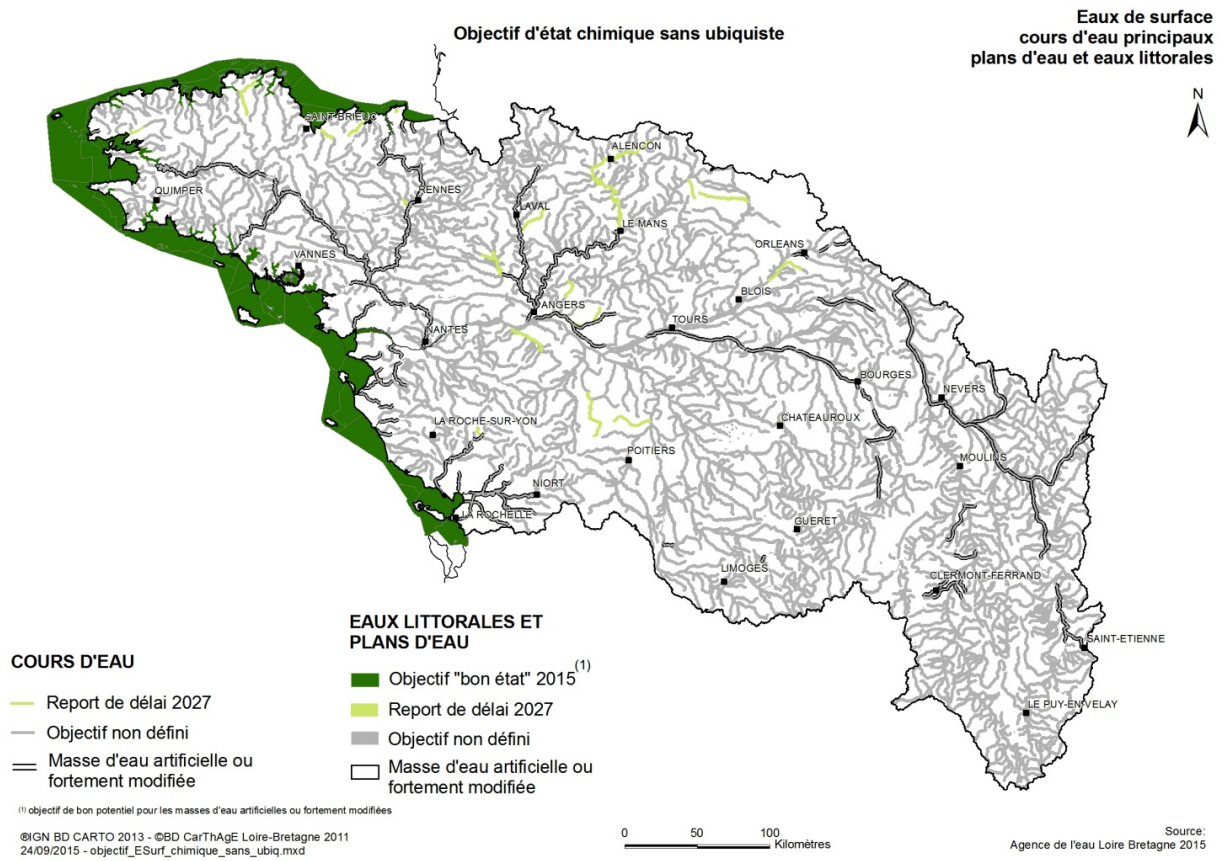 Objectif d'état chimique sans ubiquiste
Eaux de surface
cours d'eau principaux
plans d'eau et eaux littorales
N
SAINT-BRIEUC
ALENCON
QUIMPER
RENNES
LAVAL
LE MANS
ORLEANS
VANNES
BLOIS
ANGERS
TOURS
NANTES
BOURGES
NEVERS
LA ROCHE-SUR-YON
CHATEAUROUX
POITIERS
MOULINS
NIORT
LA ROCHELLE
GUERET
LIMOGES
CLERMONT-FERRAND
SAINT-ETIENNE
LE PUY-EN-VELAY
COURS D'EAU
Report de délai 2027
Objectif non défini
Masse d'eau artificielle ou
fortement modifiée
EAUX LITTORALES ET
PLANS D'EAU
Objectif "bon état" 2015(1)
Report de délai 2027
Objectif non défini
Masse d'eau artificielle ou
fortement modifiée
(1) objectif de bon potentiel pour les masses d'eau artificielles ou fortement modifiées
®IGN BD CARTO 2013 - ©BD CarThAgE Loire-Bretagne 2011
24/09/2015 - objectif_ESurf_chimique_sans_ubiq.mxd
0 50 100
Kilomètres
Source:
Agence de l'eau Loire Bretagne 2015